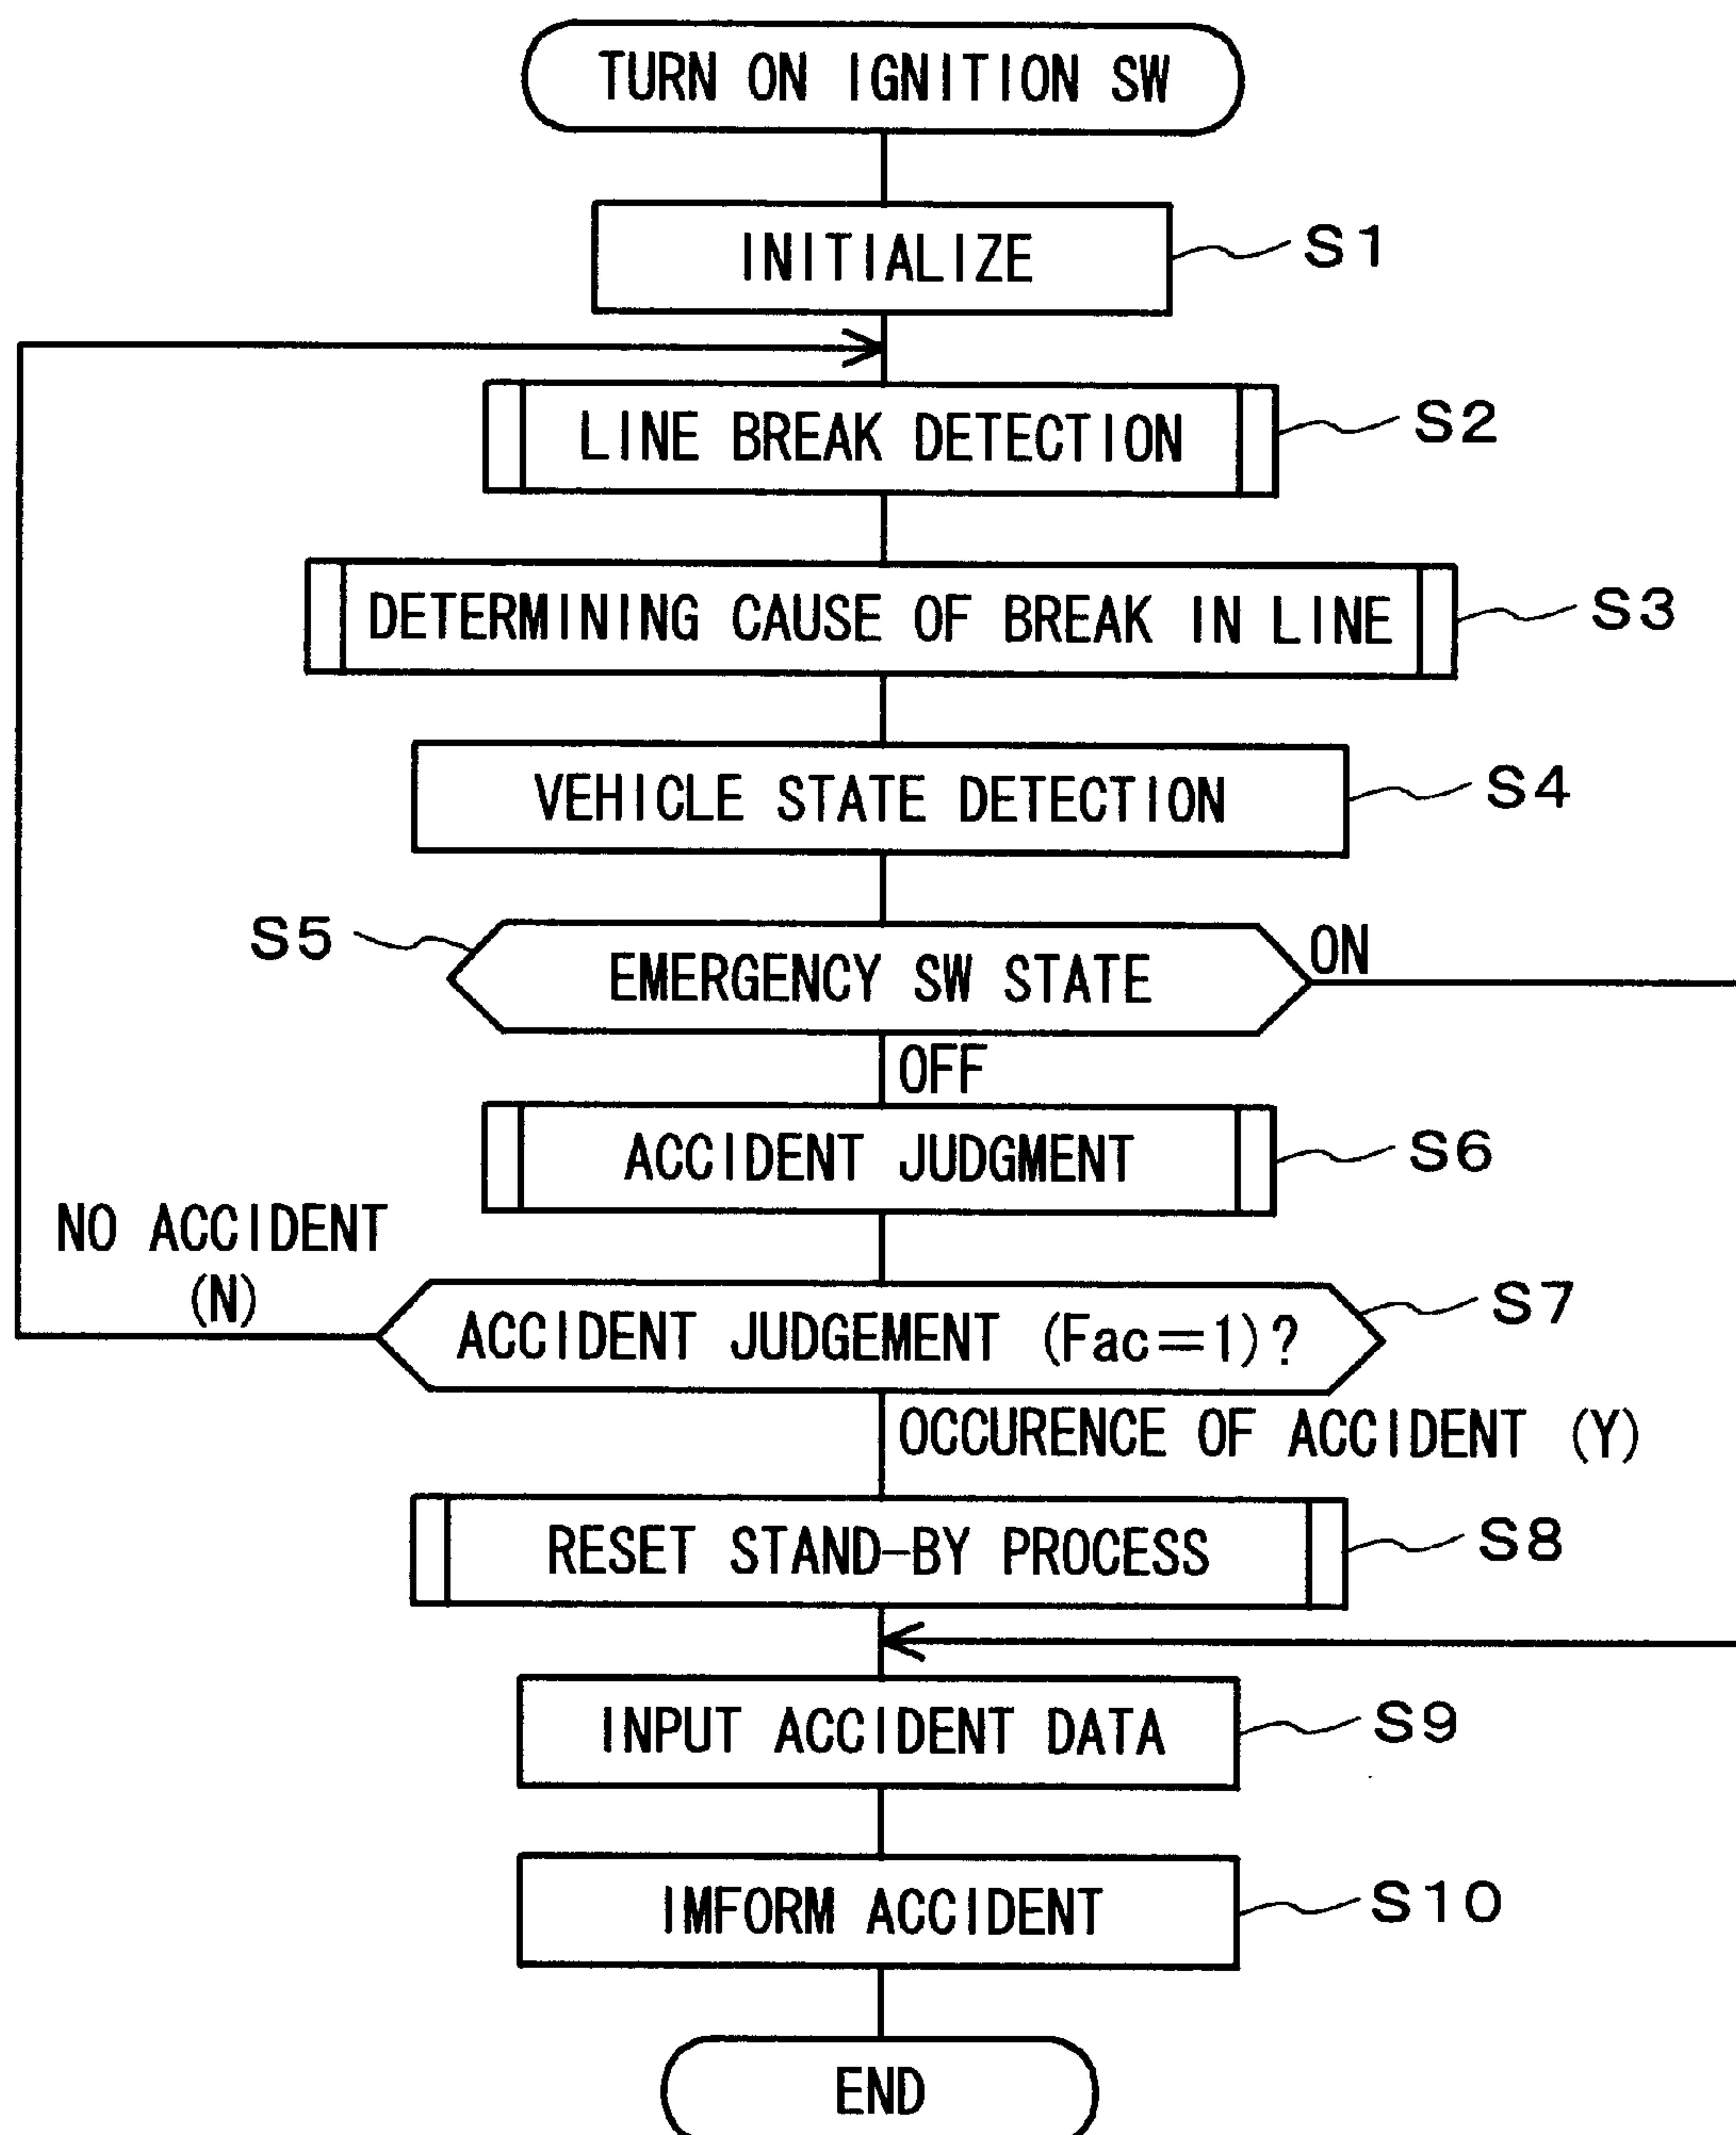 TURN ON IGNITION SW
INITIALIZE
S1
LINE BREAK DETECTION
S2
DETERMINING CAUSE OF BREAK IN LINE
S3
VEHICLE STATE DETECTION
S4
S5
EMERGENCY SW STATE
ON
OFF
ACCIDENT JUDGMENT
S6
NO ACCIDENT
(N)
ACCIDENT JUDGEMENT (Fac=1)?
S7
OCCURENCE OF ACCIDENT (Y)
RESET STAND-BY PROCESS
S8
INPUT ACCIDENT DATA
S9
IMFORM ACCIDENT
S10
END